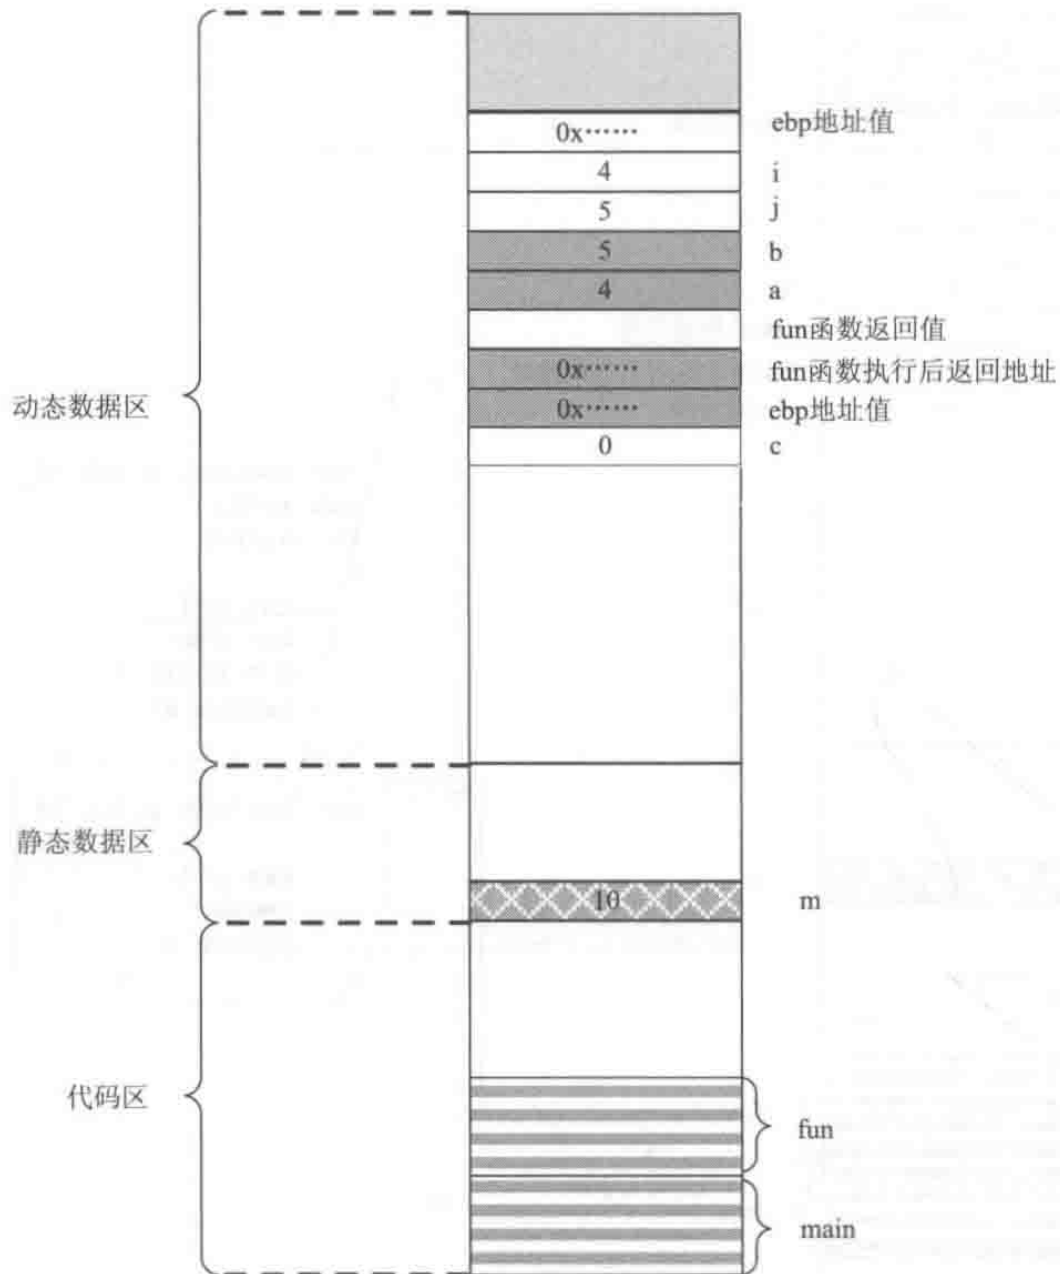 0x······ ebp地址值
4 i
5 j
5 b
4 a
fun函数返回值
0x······ fun函数执行后返回地址
动态数据区
0x······ ebp地址值
0 c
静态数据区
10 m
代码区
fun
main